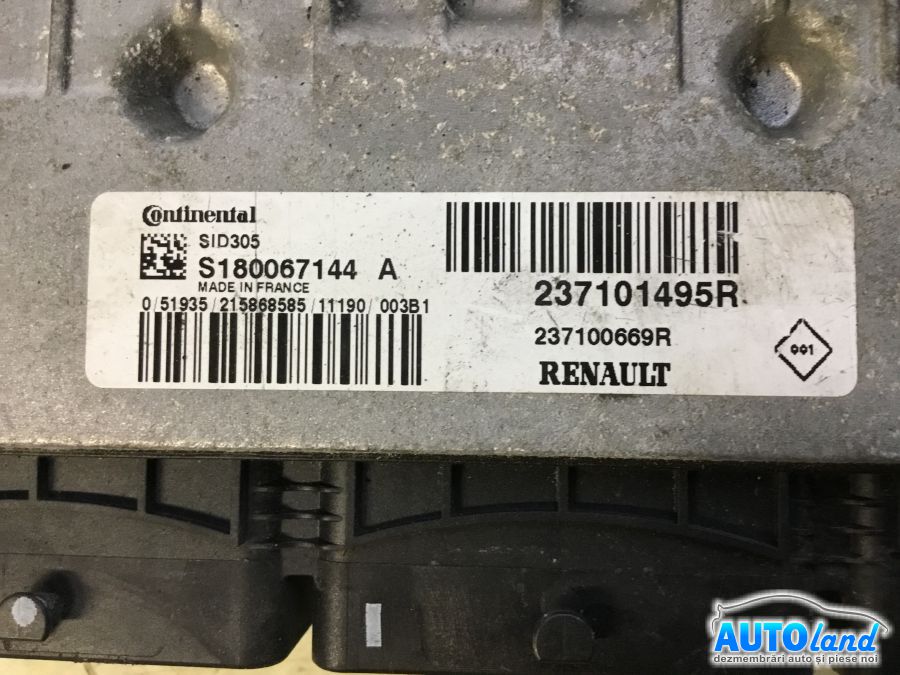 Continental
SID305
S180067144 A
MADE IN FRANCE
0/51935/215868585/11190/003B1
237101495R
237100669R
RENAULT
001
AUTOland
dezmembrări auto și piese noi